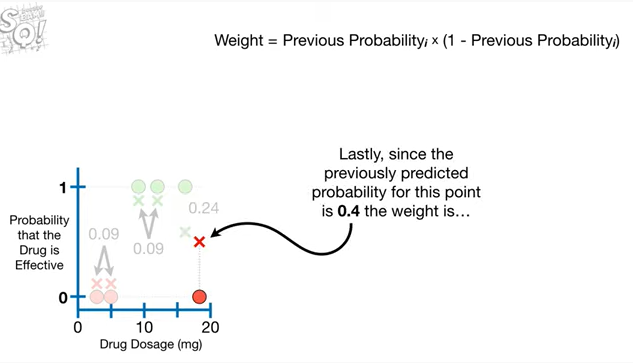 SQ!
Weight = Previous Probabilityi × (1 - Previous Probabilityi)
Lastly, since the
previously predicted
probability for this point
is 0.4 the weight is…
1
0.24
Probability
that the
Drug is
Effective
0.09
0.09
0
0
10
20
Drug Dosage (mg)